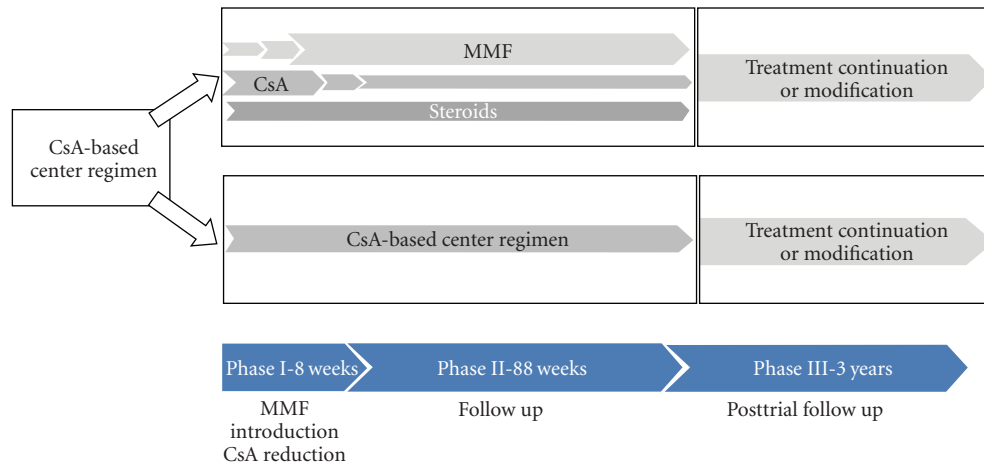 MMF
CsA
Steroids
Treatment continuation
or modification
CsA-based
center regimen
CsA-based center regimen
Treatment continuation
or modification
Phase I-8 weeks
Phase II-88 weeks
Phase III-3 years
MMF
introduction
CsA reduction
Follow up
Posttrial follow up